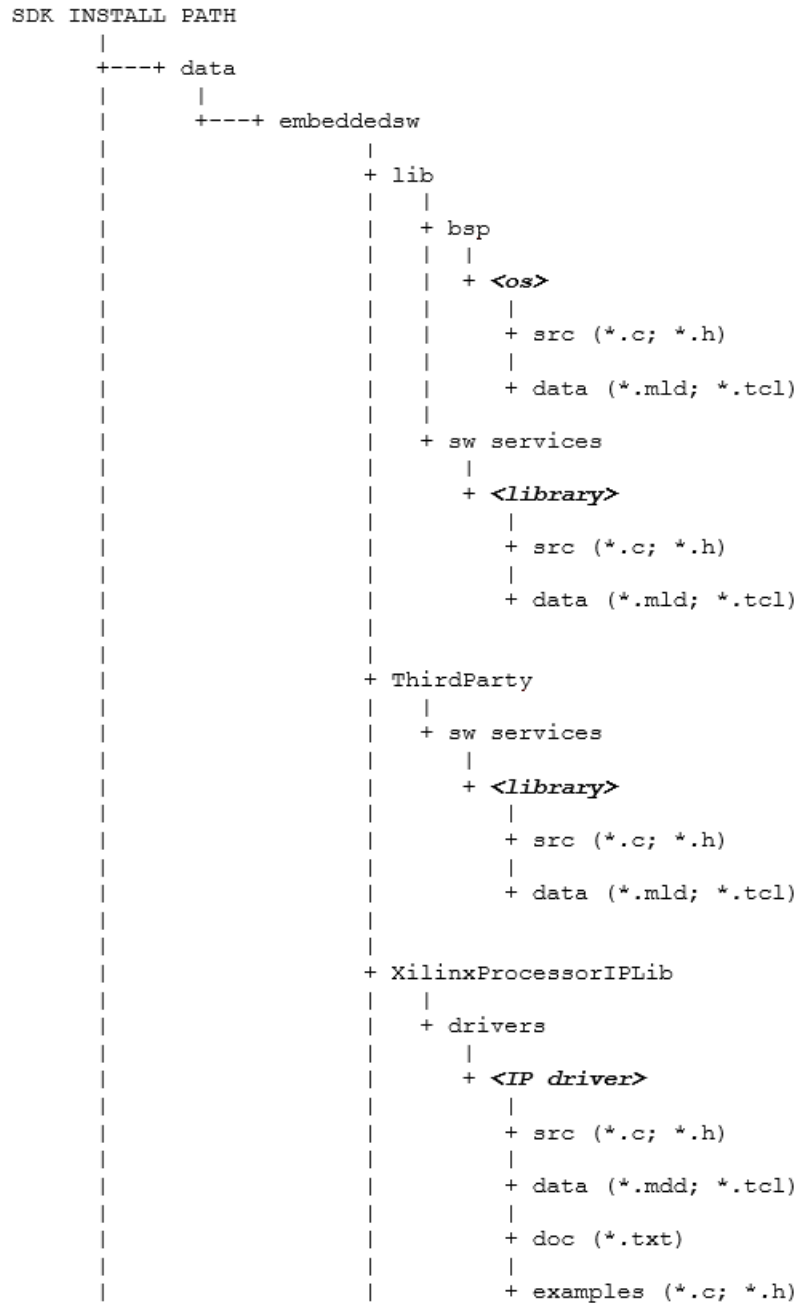 SDK INSTALL PATH
|
+---+ data
| |
| +---+ embeddedsw
| |
| + lib
| | |
| | + bsp
| | | |
| | | + <os>
| | | |
| | | + src (*.c; *.h)
| | | |
| | | + data (*.mld; *.tcl)
| | |
| | + sw services
| | |
| | + <library>
| | |
| | + src (*.c; *.h)
| | |
| | + data (*.mld; *.tcl)
| |
| |
| + ThirdParty
| | |
| | + sw services
| | |
| | + <library>
| | |
| | + src (*.c; *.h)
| | |
| | + data (*.mld; *.tcl)
| |
| |
| + XilinxProcessorIPLib
| | |
| | + drivers
| | |
| | + <IP driver>
| | |
| | + src (*.c; *.h)
| | |
| | + data (*.mdd; *.tcl)
| | |
| | + doc (*.txt)
| | |
| | + examples (*.c; *.h)